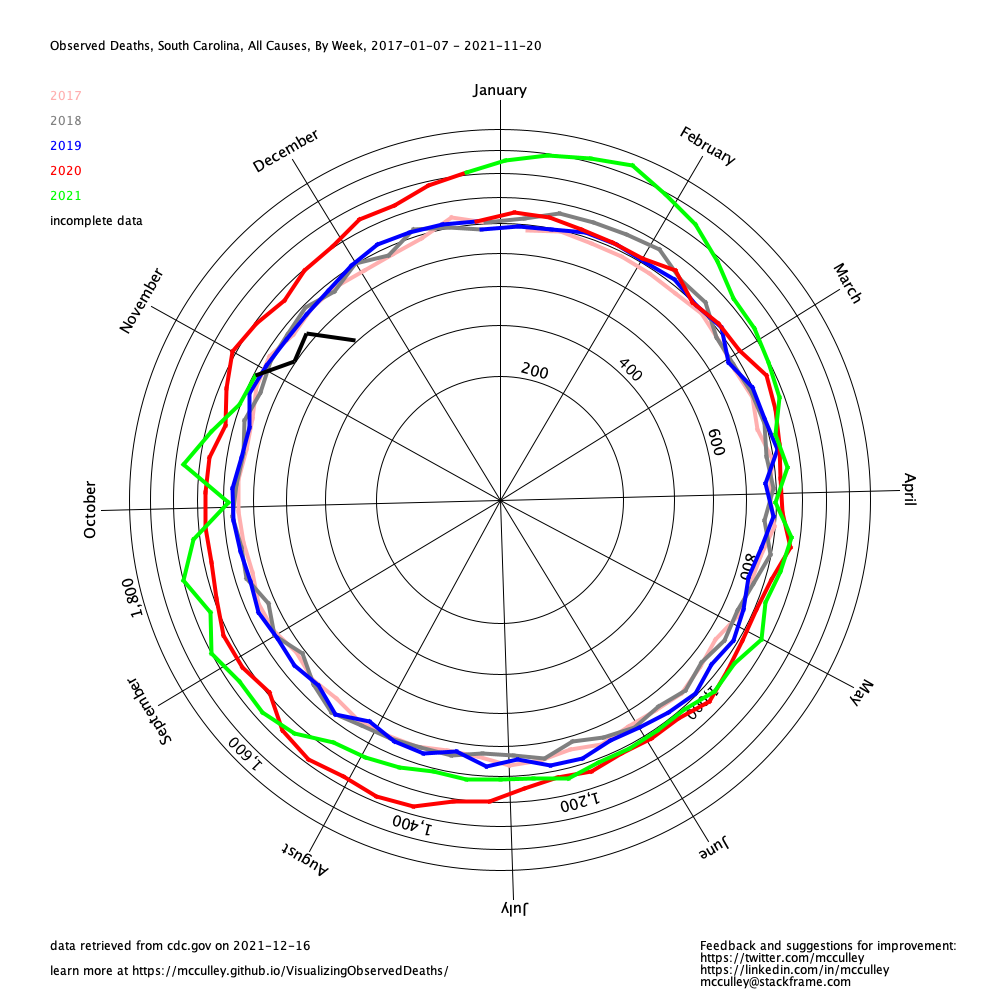 Observed Deaths, South Carolina, All Causes, By Week, 2017-01-07 - 2021-11-20
January
2017
2018
2019
2020
2021
incomplete data
December
February
November
March
October
April
September
May
August
June
July
200
400
600
800
1,200
1,400
1,600
1,800
data retrieved from cdc.gov on 2021-12-16
learn more at https://mcculley.github.io/VisualizingObservedDeaths/
Feedback and suggestions for improvement:
https://twitter.com/mcculley
https://linkedin.com/in/mcculley
mcculley@stackframe.com